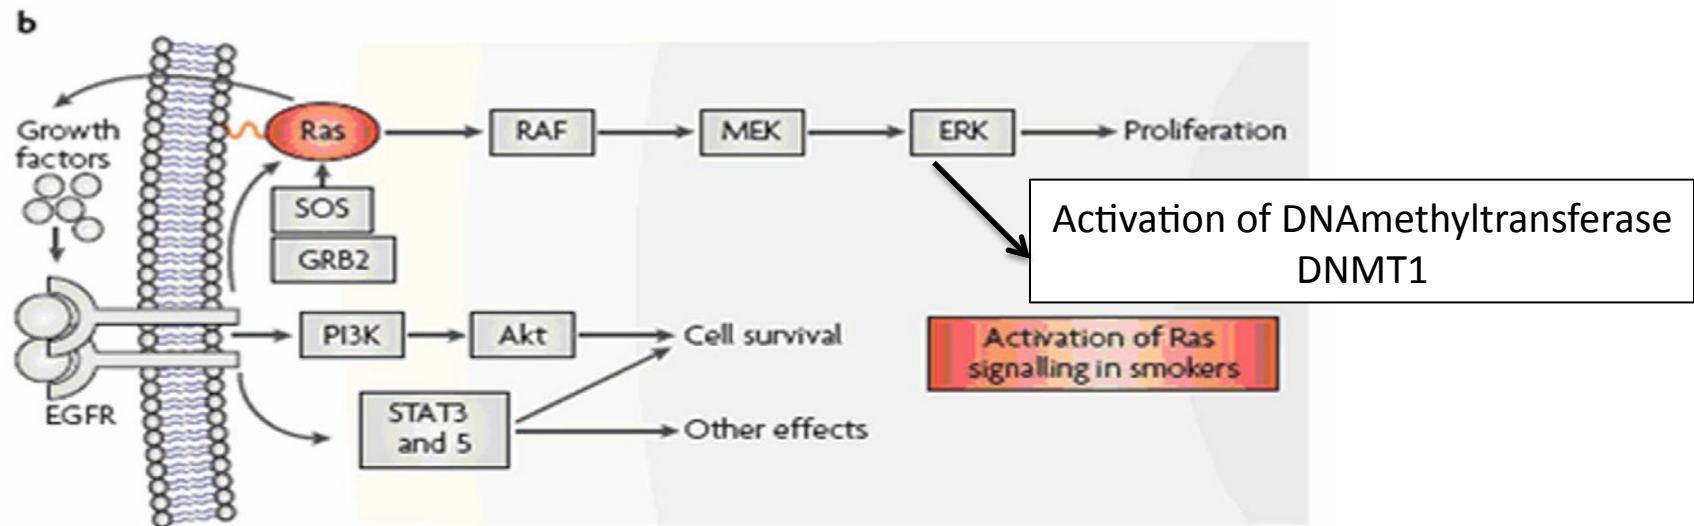 b
Growth
factors
Ras
RAF
MEK
ERK
Proliferation
SOS
GRB2
Activation of DNAmethyltransferase
DNMT1
PI3K
Akt
Cell survival
Activation of Ras
signalling in smokers
EGFR
STAT3
and 5
Other effects